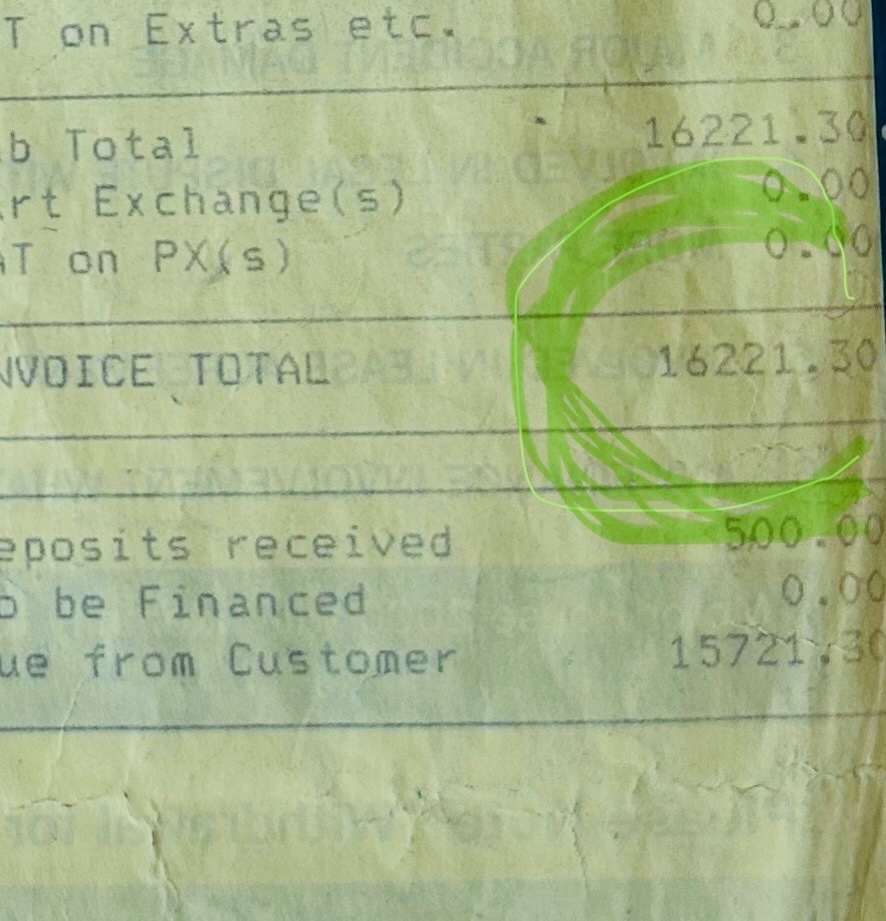 T on Extras etc. 0.00
b Total 16221.30
rt Exchange(s) 0.00
AT on PX(s) 0.00
NVOICE TOTAL 16221.30
eposits received 500.00
o be Financed 0.00
ue from Customer 15721.30